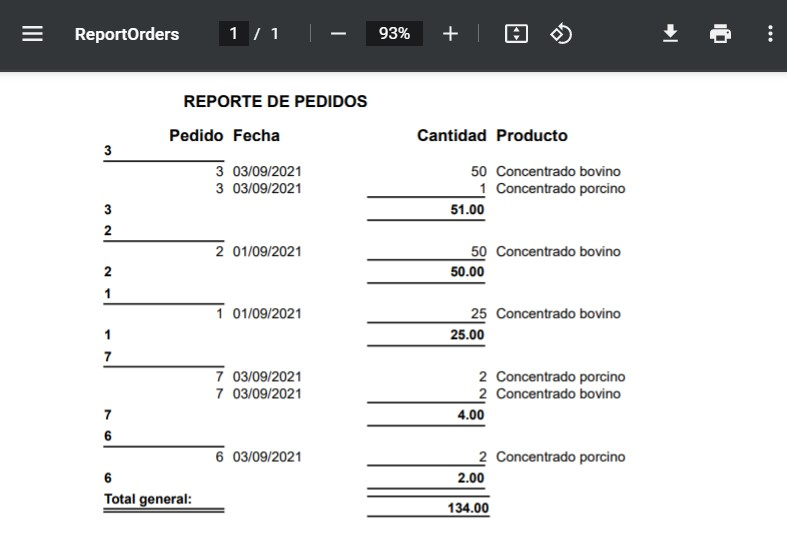 ReportOrders 1 / 1 93%
REPORTE DE PEDIDOS
Pedido Fecha Cantidad Producto
3
3 03/09/2021 50 Concentrado bovino
3 03/09/2021 1 Concentrado porcino
3 51.00
2
2 01/09/2021 50 Concentrado bovino
2 50.00
1
1 01/09/2021 25 Concentrado bovino
1 25.00
7
7 03/09/2021 2 Concentrado porcino
7 03/09/2021 2 Concentrado bovino
7 4.00
6
6 03/09/2021 2 Concentrado porcino
6 2.00
Total general: 134.00